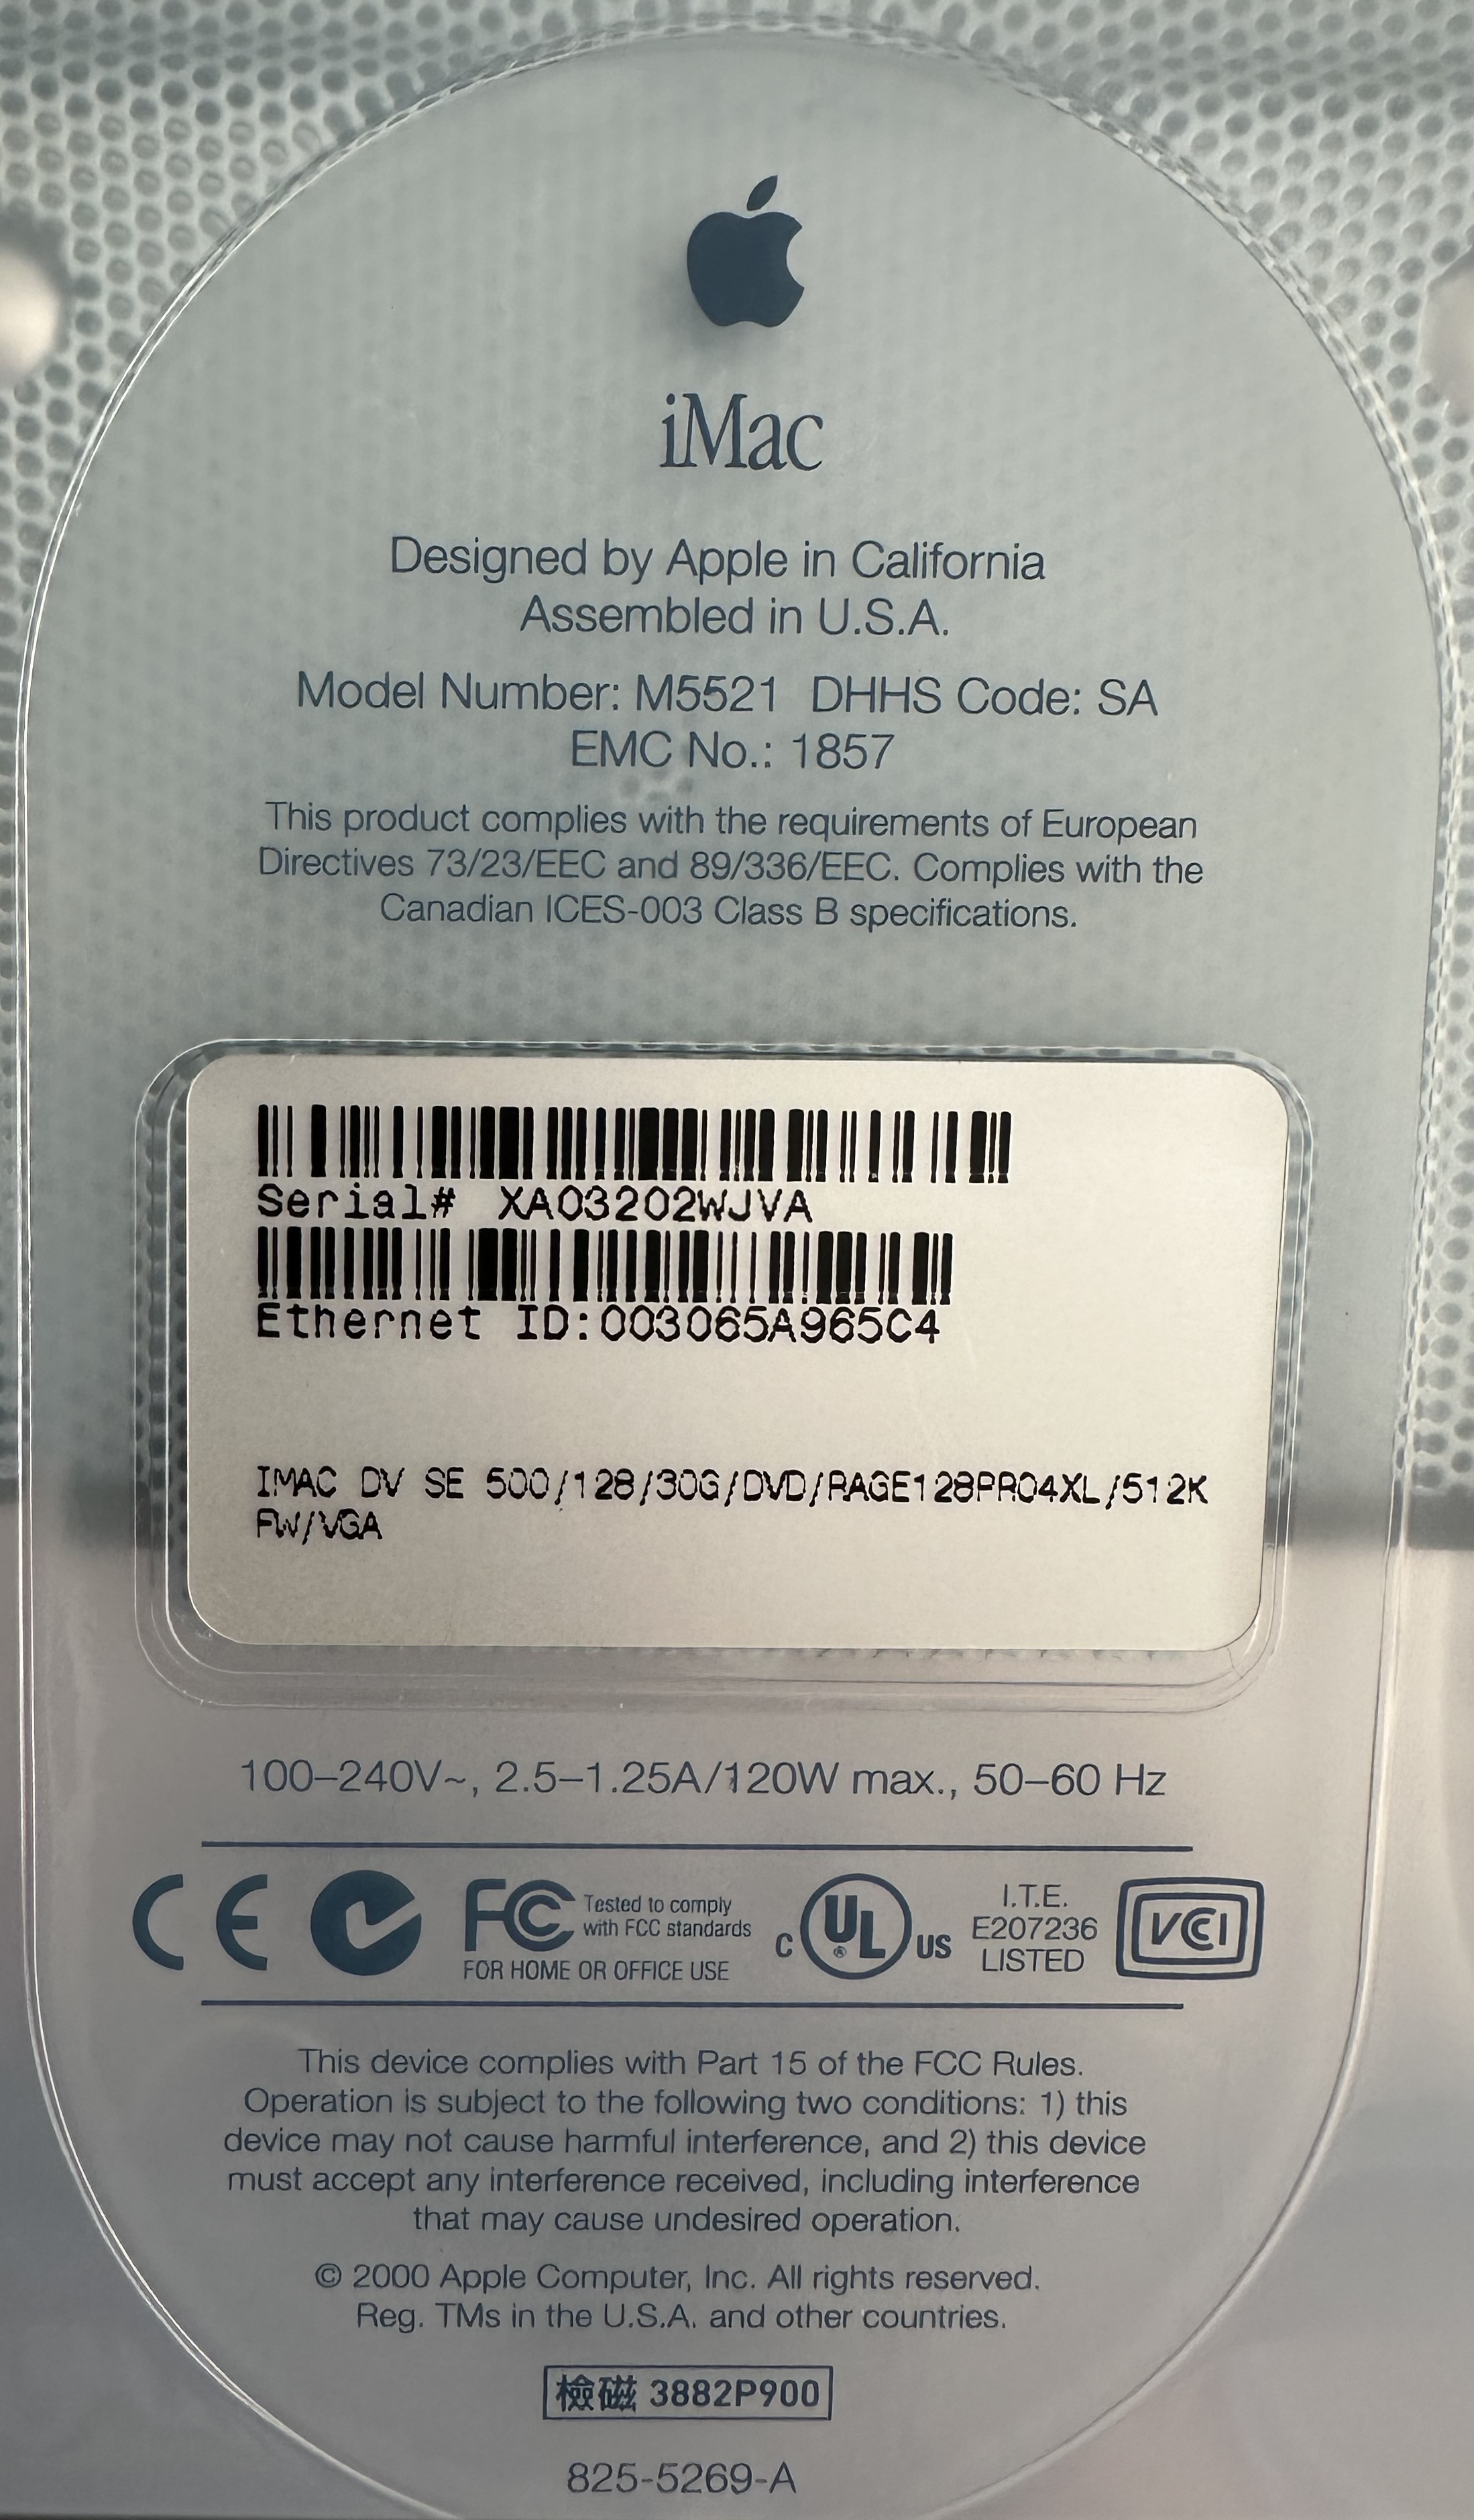 iMac
Designed by Apple in California
Assembled in U.S.A.
Model Number: M5521 DHHS Code: SA
EMC No.: 1857
This product complies with the requirements of European
Directives 73/23/EEC and 89/336/EEC. Complies with the
Canadian ICES-003 Class B specifications.
Serial# XA03202WJVA
Ethernet ID:003065A965C4
IMAC DV SE 500/128/30G/DVD/RAGE128PRO4XL/512K
FW/VGA
100–240V~, 2.5–1.25A/120W max., 50–60 Hz
CE FC Tested to comply
with FCC standards
FOR HOME OR OFFICE USE
C UL ® US
I.T.E.
E207236
LISTED
VCCI
This device complies with Part 15 of the FCC Rules.
Operation is subject to the following two conditions: 1) this
device may not cause harmful interference, and 2) this device
must accept any interference received, including interference
that may cause undesired operation.
© 2000 Apple Computer, Inc. All rights reserved.
Reg. TMs in the U.S.A. and other countries.
檢磁 3882P900
825-5269-A